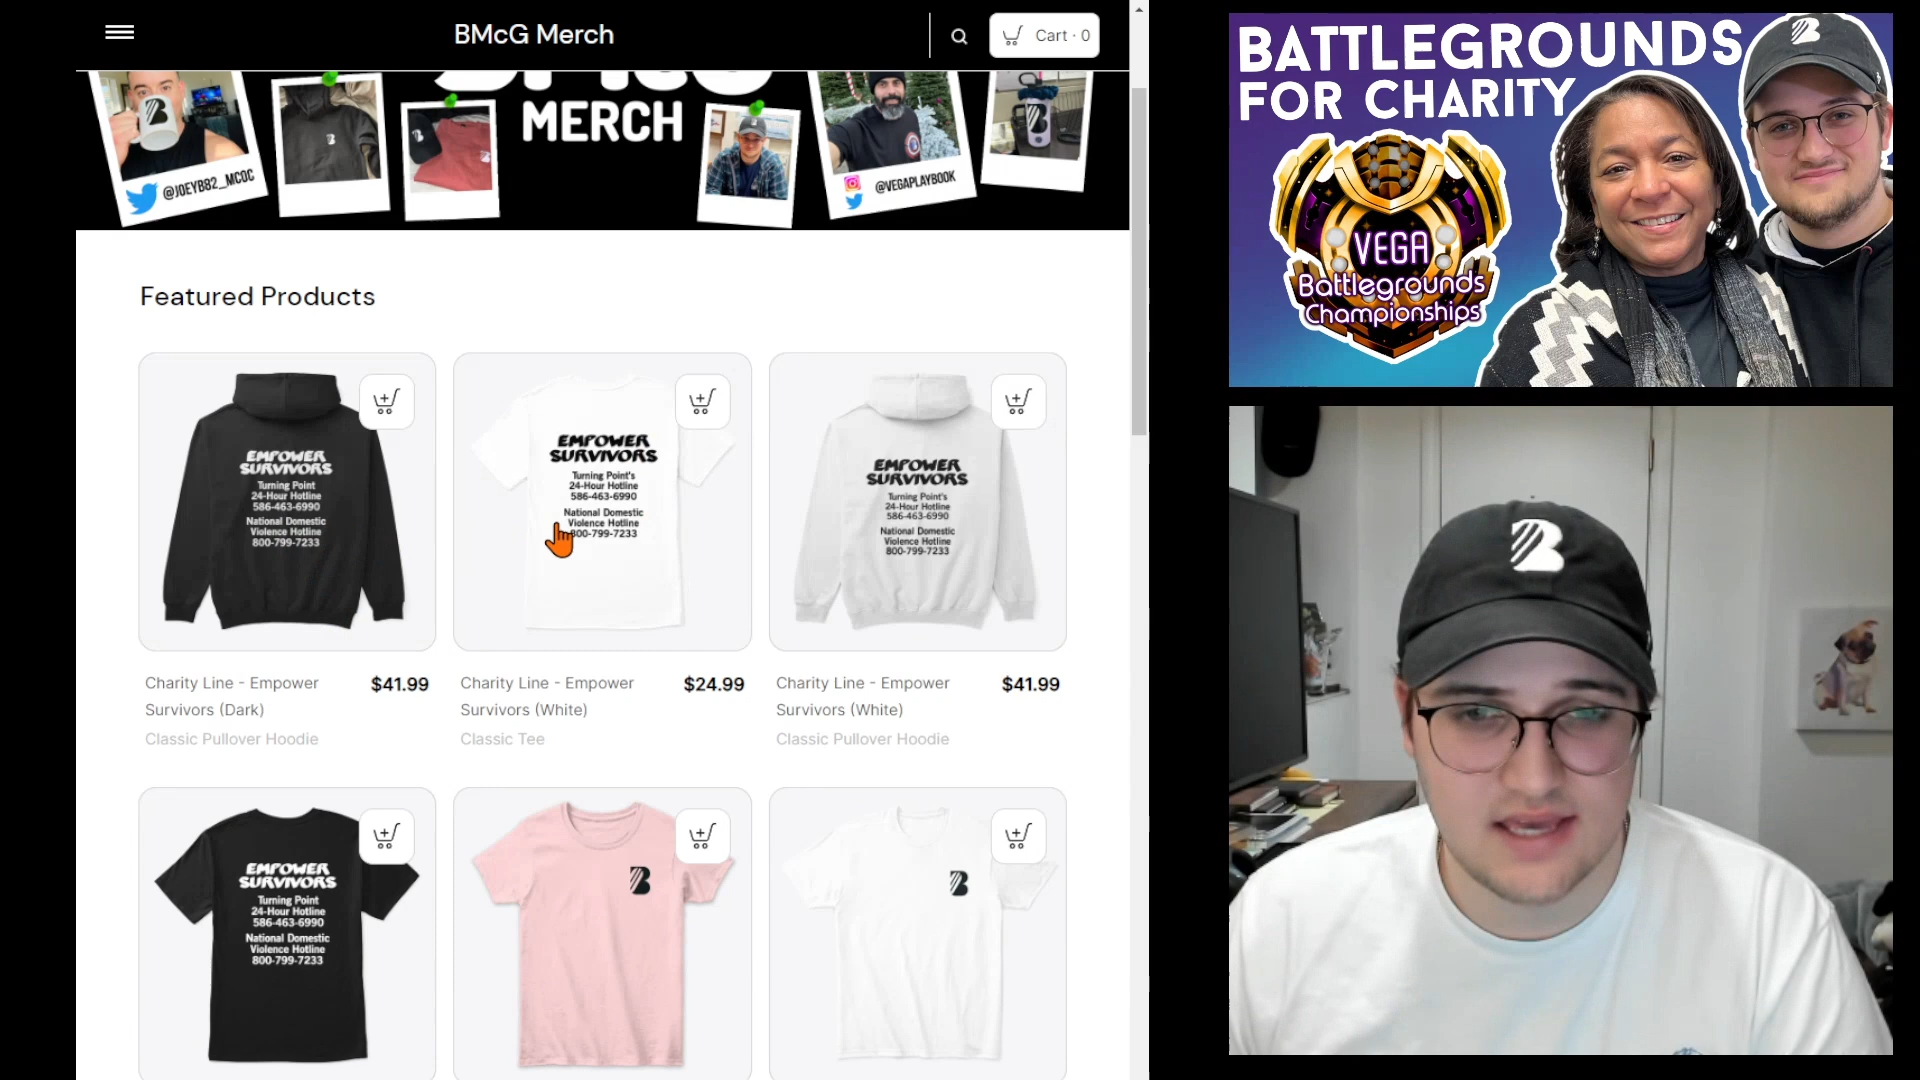 BMcG Merch
Cart · 0
MERCH
@JOEYB82_MCOC
@VEGAPLAYBOOK
Featured Products
EMPOWER
SURVIVORS
Turning Point
24-Hour Hotline
586-463-6990
National Domestic
Violence Hotline
800-799-7233
EMPOWER
SURVIVORS
Turning Point's
24-Hour Hotline
586-463-6990
National Domestic
Violence Hotline
800-799-7233
EMPOWER
SURVIVORS
Turning Point's
24-Hour Hotline
586-463-6990
National Domestic
Violence Hotline
800-799-7233
Charity Line - Empower
Survivors (Dark)
$41.99
Classic Pullover Hoodie
Charity Line - Empower
Survivors (White)
$24.99
Classic Tee
Charity Line - Empower
Survivors (White)
$41.99
Classic Pullover Hoodie
EMPOWER
SURVIVORS
Turning Point
24-Hour Hotline
586-463-6990
National Domestic
Violence Hotline
800-799-7233
B
B
BATTLEGROUNDS
FOR CHARITY
VEGA
Battlegrounds
Championships
B
B